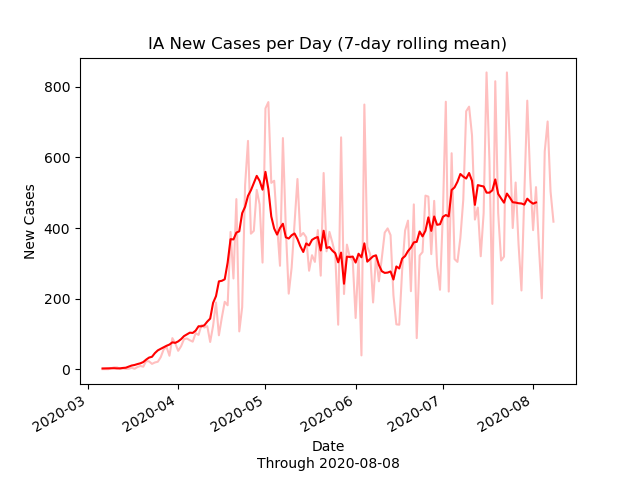 IA New Cases per Day (7-day rolling mean)
800
600
400
200
0
New Cases
2020-03
2020-04
2020-05
2020-06
2020-07
2020-08
Date
Through 2020-08-08